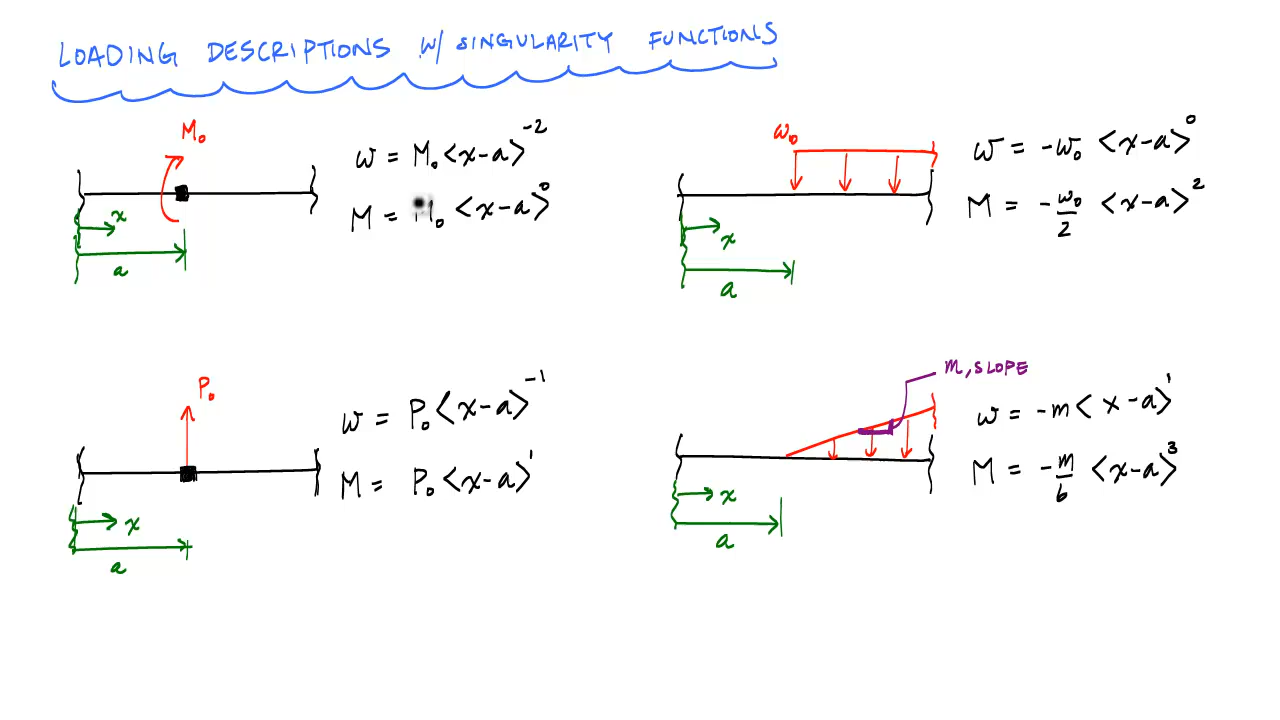 LOADING DESCRIPTIONS W/ SINGULARITY FUNCTIONS
M₀
w = M₀<x-a>⁻²
M = M₀<x-a>⁰
x
a
w₀
w = -w₀<x-a>⁰
M = -w₀/2 <x-a>²
x
a
P₀
w = P₀<x-a>⁻¹
M = P₀<x-a>¹
x
a
m, SLOPE
w = -m<x-a>¹
M = -m/6 <x-a>³
x
a